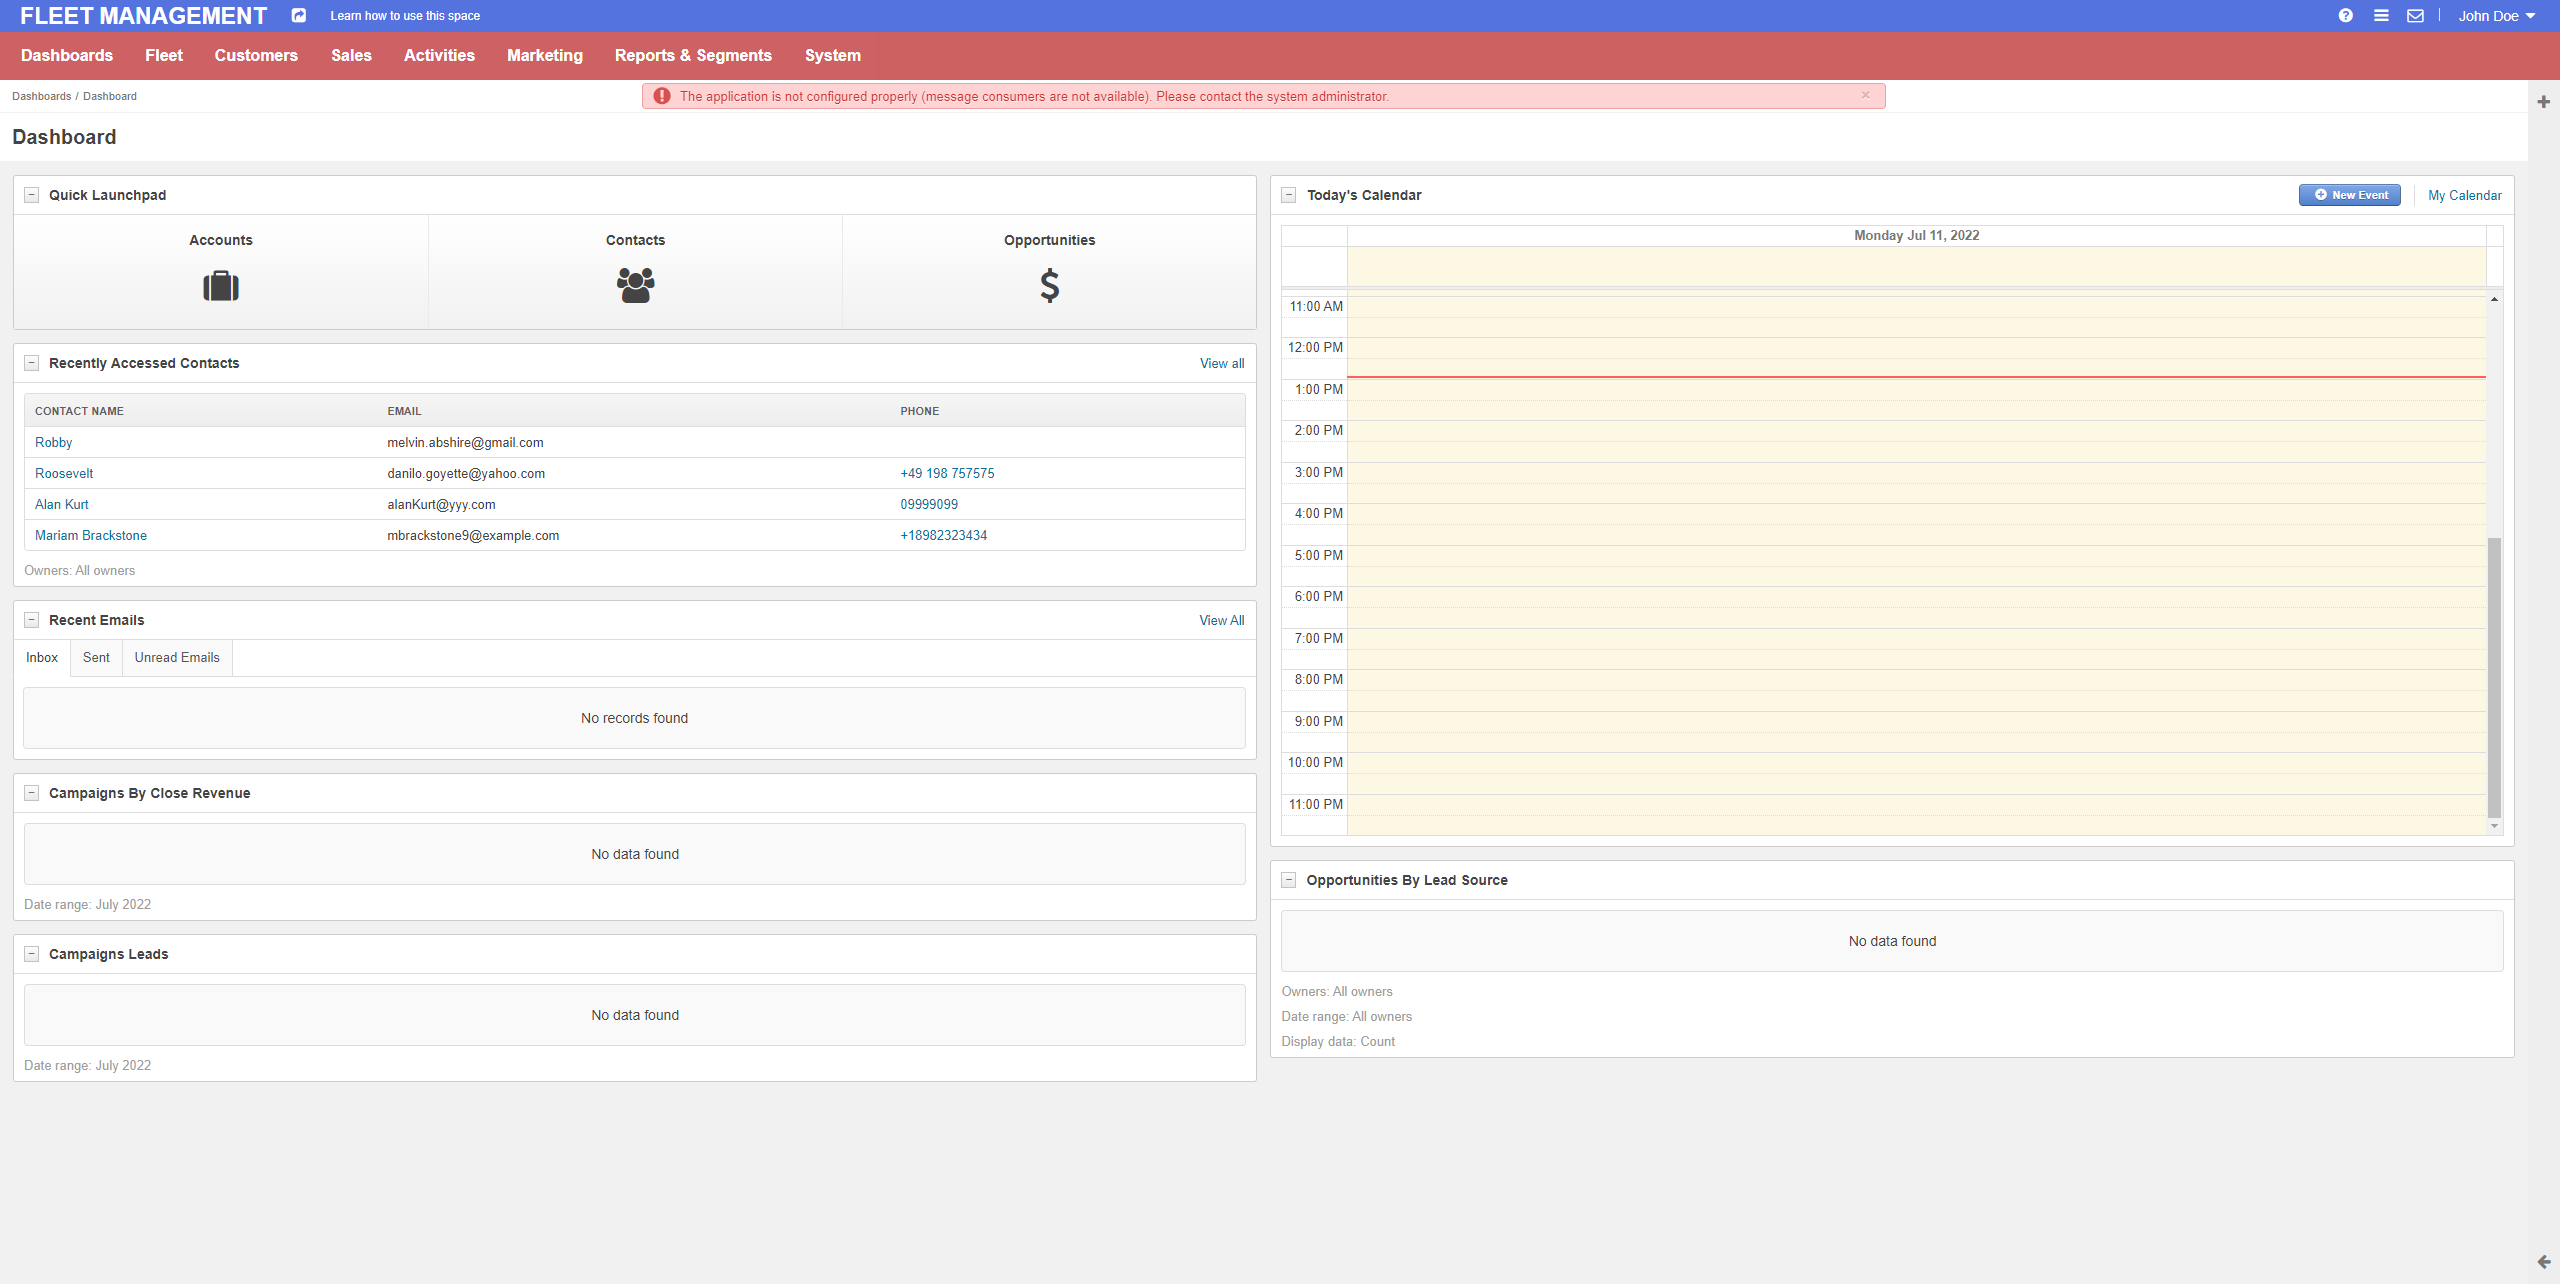 FLEET MANAGEMENT Learn how to use this space John Doe
Dashboards Fleet Customers Sales Activities Marketing Reports & Segments System
Dashboards / Dashboard
The application is not configured properly (message consumers are not available). Please contact the system administrator. ×
Dashboard
Quick Launchpad
Accounts Contacts Opportunities
Recently Accessed Contacts View all
CONTACT NAME EMAIL PHONE
Robby melvin.abshire@gmail.com
Roosevelt danilo.goyette@yahoo.com +49 198 757575
Alan Kurt alanKurt@yyy.com 09999099
Mariam Brackstone mbrackstone9@example.com +18982323434
Owners: All owners
Recent Emails View All
Inbox Sent Unread Emails
No records found
Campaigns By Close Revenue
No data found
Date range: July 2022
Campaigns Leads
No data found
Date range: July 2022
Today's Calendar New Event My Calendar
Monday Jul 11, 2022
11:00 AM
12:00 PM
1:00 PM
2:00 PM
3:00 PM
4:00 PM
5:00 PM
6:00 PM
7:00 PM
8:00 PM
9:00 PM
10:00 PM
11:00 PM
Opportunities By Lead Source
No data found
Owners: All owners
Date range: All owners
Display data: Count